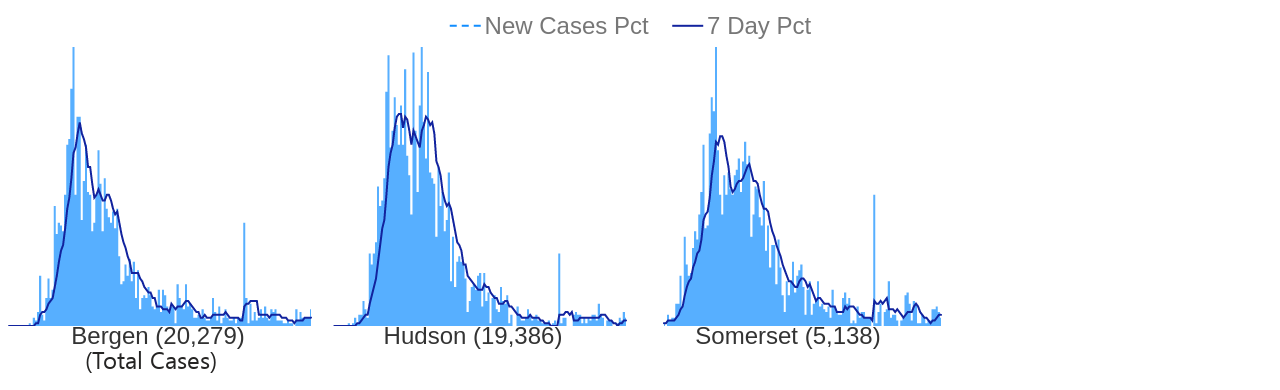 New Cases Pct 7 Day Pct
Bergen (20,279) Hudson (19,386) Somerset (5,138)
(Total Cases)